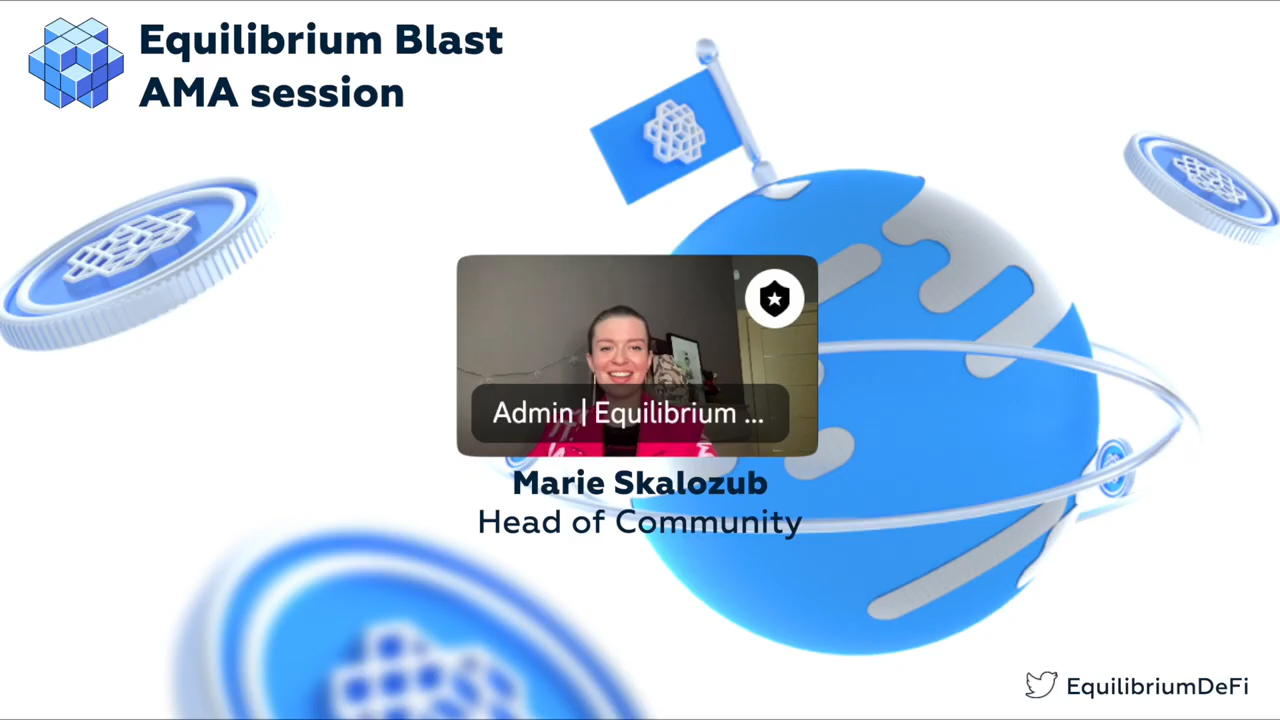 Equilibrium Blast
AMA session
Admin | Equilibrium ...
Marie Skalozub
Head of Community
EquilibriumDeFi